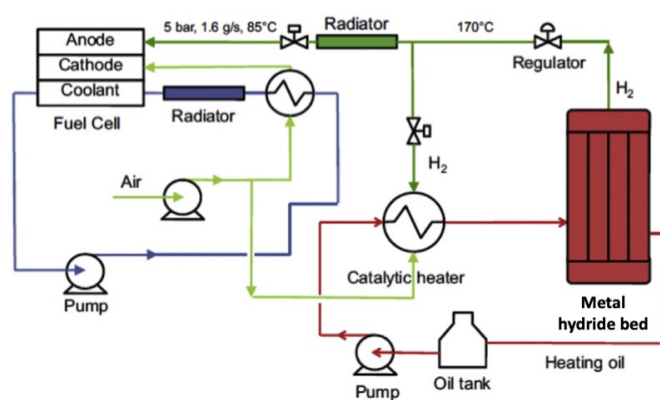 5 bar, 1.6 g/s, 85°C
Radiator
170°C
Anode
Cathode
Coolant
Fuel Cell
Radiator
Regulator
H2
H2
Air
Catalytic heater
Pump
Metal
hydride bed
Heating oil
Oil tank
Pump